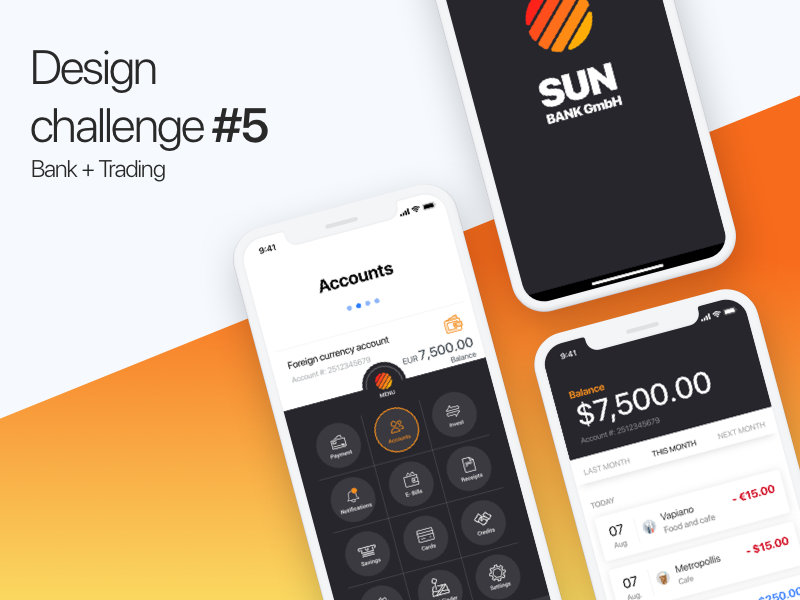 Design
challenge #5
Bank + Trading
SUN
BANK GmbH
9:41
Accounts
Foreign currency account
Account #: 2512345679
EUR 7,500.00
Balance
MENU
Payment
Accounts
Invest
Notifications
E-Bills
Receipts
Savings
Cards
Credits
Settings
9:41
Balance
$7,500.00
Account #: 2512345679
LAST MONTH
THIS MONTH
NEXT MONTH
TODAY
07
Aug.
Vapiano
Food and cafe
- €15.00
07
Aug.
Metropollis
Cafe
- $15.00
$250.00